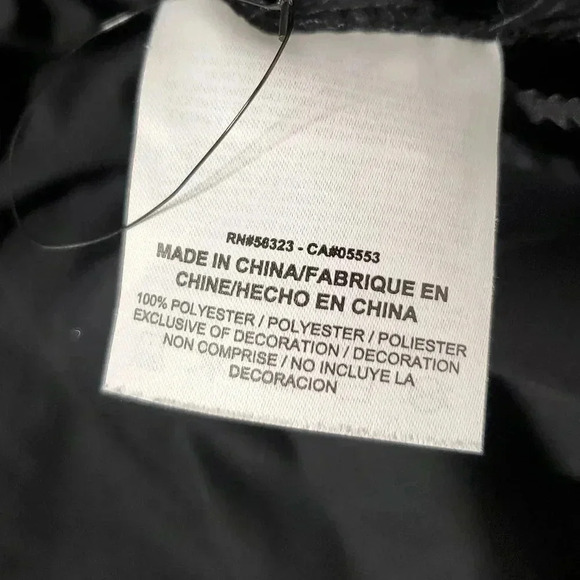 RN#56323 - CA#05553
MADE IN CHINA/FABRIQUE EN
CHINE/HECHO EN CHINA
100% POLYESTER / POLYESTER / POLIESTER
EXCLUSIVE OF DECORATION / DECORATION
NON COMPRISE / NO INCLUYE LA
DECORACION